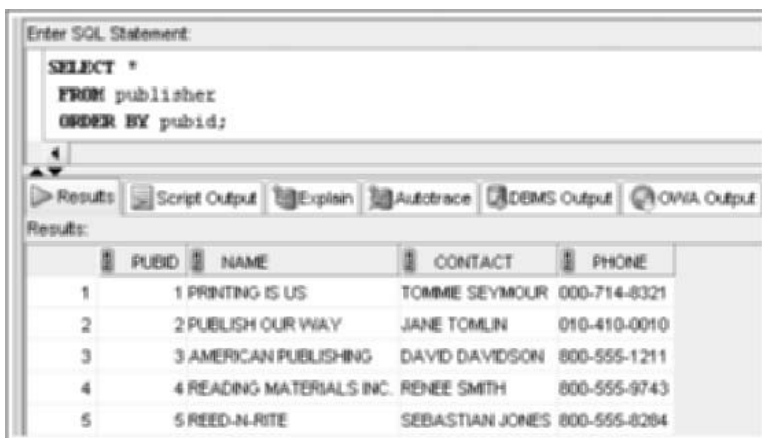 Enter SQL Statement:
SELECT *
FROM publisher
ORDER BY pubid;
Results Script Output Explain Autotrace DBMS Output OWA Output
Results:
PUBID NAME CONTACT PHONE
1 1 PRINTING IS US TOMMIE SEYMOUR 000-714-8321
2 2 PUBLISH OUR WAY JANE TOMLIN 010-410-0010
3 3 AMERICAN PUBLISHING DAVID DAVIDSON 800-555-1211
4 4 READING MATERIALS INC. RENEE SMITH 800-555-9743
5 5 REED-N-RITE SEBASTIAN JONES 800-555-8284